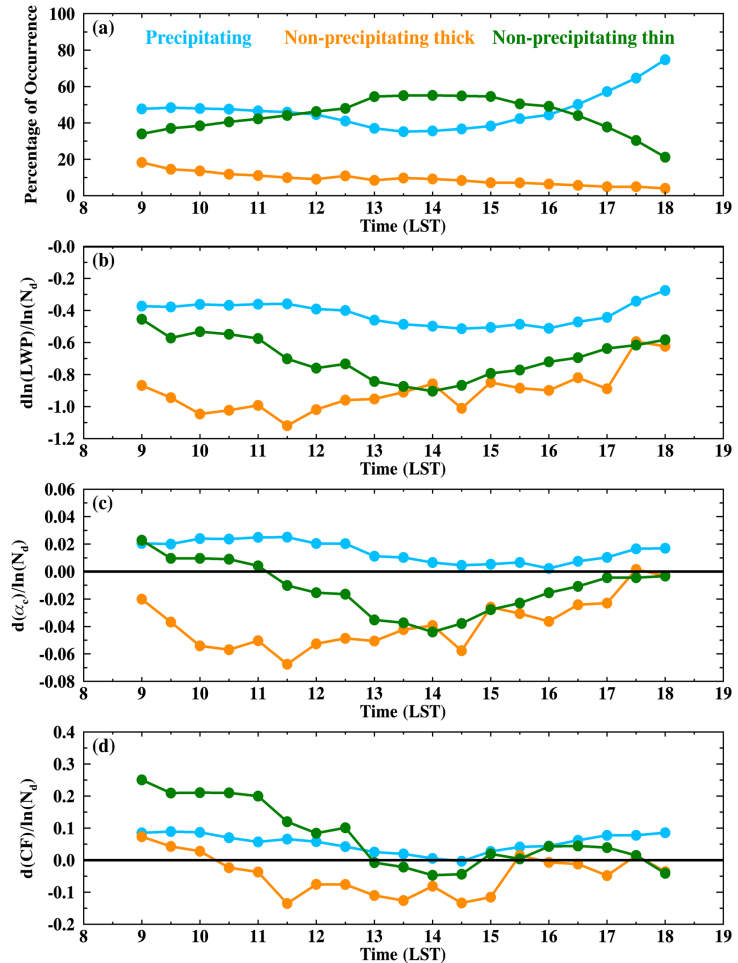 (a) Precipitating Non-precipitating thick Non-precipitating thin
Percentage of Occurrence
100
80
60
40
20
0
8 9 10 11 12 13 14 15 16 17 18 19
Time (LST)
(b)
dln(LWP)/ln(N_d)
-0.0
-0.2
-0.4
-0.6
-0.8
-1.0
-1.2
8 9 10 11 12 13 14 15 16 17 18 19
Time (LST)
(c)
d(α_c)/ln(N_d)
0.06
0.04
0.02
0.00
-0.02
-0.04
-0.06
-0.08
8 9 10 11 12 13 14 15 16 17 18 19
Time (LST)
(d)
d(CF)/ln(N_d)
0.4
0.3
0.2
0.1
0.0
-0.1
-0.2
8 9 10 11 12 13 14 15 16 17 18 19
Time (LST)